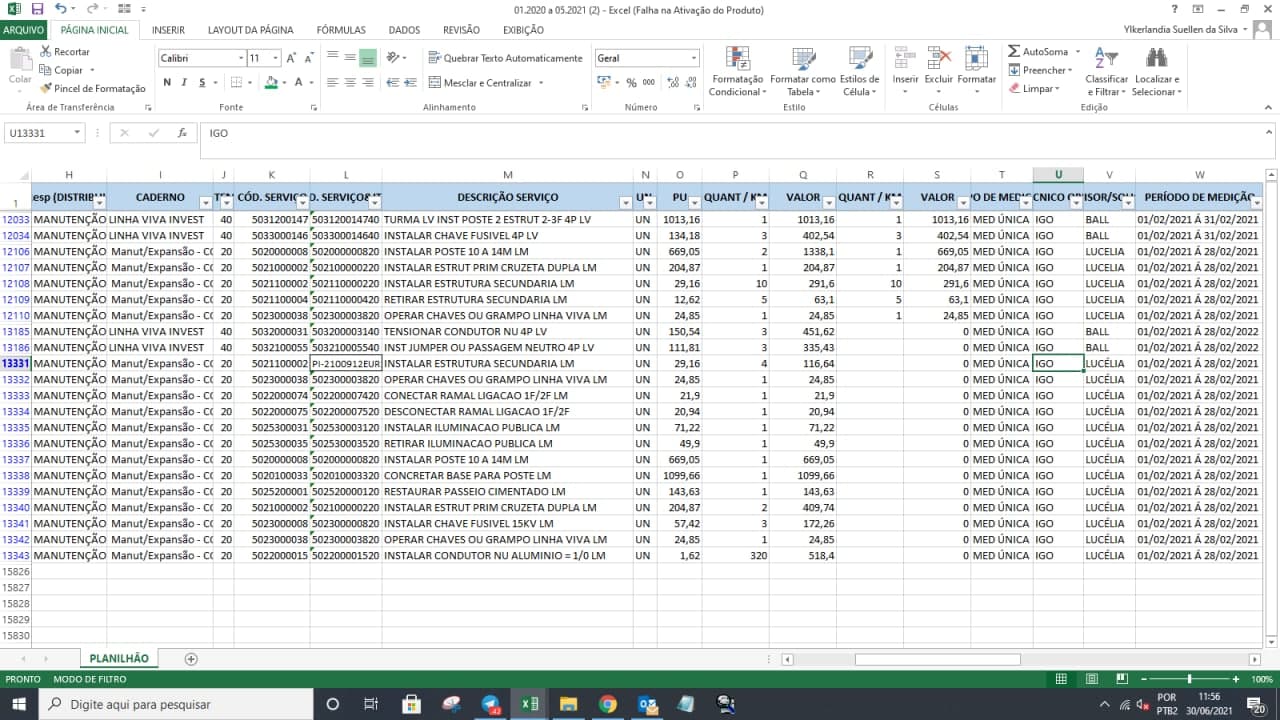 01.2020 a 05.2021 (2) - Excel (Falha na Ativação do Produto)
ARQUIVO PÁGINA INICIAL INSERIR LAYOUT DA PÁGINA FÓRMULAS DADOS REVISÃO EXIBIÇÃO Ylkerlandia Suellen da Silva
Colar Recortar Copiar Pincel de Formatação
Calibri 11
N I S
Quebrar Texto Automaticamente
Mesclar e Centralizar
Geral
% 000
Formatação Condicional Formatar como Tabela Estilos de Célula
Inserir Excluir Formatar
AutoSoma Preencher Limpar
Classificar e Filtrar Localizar e Selecionar
Área de Transferência Fonte Alinhamento Número Estilo Células Edição
U13331 fx IGO
H I J K L M N O P Q R S T U V W
1 esp (DISTRIBUI CADERNO TEN CÓD. SERVIÇO D. SERVIÇO&T DESCRIÇÃO SERVIÇO UN PU QUANT / KM VALOR QUANT / KM VALOR PO DE MEDIÇ CNICO VISOR/SOL PERÍODO DE MEDIÇÃO
12033 MANUTENÇÃO LINHA VIVA INVEST 40 5031200147 503120014740 TURMA LV INST POSTE 2 ESTRUT 2-3F 4P LV UN 1013,16 1 1013,16 1 1013,16 MED ÚNICA IGO BALL 01/02/2021 Á 31/02/2021
12034 MANUTENÇÃO LINHA VIVA INVEST 40 5033000146 503300014640 INSTALAR CHAVE FUSIVEL 4P LV UN 134,18 3 402,54 3 402,54 MED ÚNICA IGO BALL 01/02/2021 Á 31/02/2021
12106 MANUTENÇÃO Manut/Expansão - CC 20 5020000008 502000000820 INSTALAR POSTE 10 A 14M LM UN 669,05 2 1338,1 1 669,05 MED ÚNICA IGO LUCELIA 01/02/2021 Á 28/02/2021
12107 MANUTENÇÃO Manut/Expansão - CC 20 5021000002 502100000220 INSTALAR ESTRUT PRIM CRUZETA DUPLA LM UN 204,87 1 204,87 1 204,87 MED ÚNICA IGO LUCELIA 01/02/2021 Á 28/02/2021
12108 MANUTENÇÃO Manut/Expansão - CC 20 5021100002 502110000220 INSTALAR ESTRUTURA SECUNDARIA LM UN 29,16 10 291,6 10 291,6 MED ÚNICA IGO LUCELIA 01/02/2021 Á 28/02/2021
12109 MANUTENÇÃO Manut/Expansão - CC 20 5021100004 502110000420 RETIRAR ESTRUTURA SECUNDARIA LM UN 12,62 5 63,1 5 63,1 MED ÚNICA IGO LUCELIA 01/02/2021 Á 28/02/2021
12110 MANUTENÇÃO Manut/Expansão - CC 20 5023000038 502300003820 OPERAR CHAVES OU GRAMPO LINHA VIVA LM UN 24,85 1 24,85 1 24,85 MED ÚNICA IGO LUCELIA 01/02/2021 Á 28/02/2021
13185 MANUTENÇÃO LINHA VIVA INVEST 40 5032000031 503200003140 TENSIONAR CONDUTOR NU 4P LV UN 150,54 3 451,62 0 MED ÚNICA IGO BALL 01/02/2021 Á 28/02/2022
13186 MANUTENÇÃO LINHA VIVA INVEST 40 5032100055 503210005540 INST JUMPER OU PASSAGEM NEUTRO 4P LV UN 111,81 3 335,43 0 MED ÚNICA IGO BALL 01/02/2021 Á 28/02/2022
13331 MANUTENÇÃO Manut/Expansão - CC 20 5021100002 PI-2100912EUR INSTALAR ESTRUTURA SECUNDARIA LM UN 29,16 4 116,64 0 MED ÚNICA IGO LUCÉLIA 01/02/2021 Á 28/02/2021
13332 MANUTENÇÃO Manut/Expansão - CC 20 5023000038 502300003820 OPERAR CHAVES OU GRAMPO LINHA VIVA LM UN 24,85 1 24,85 0 MED ÚNICA IGO LUCÉLIA 01/02/2021 Á 28/02/2021
13333 MANUTENÇÃO Manut/Expansão - CC 20 5022000074 502200007420 CONECTAR RAMAL LIGACAO 1F/2F LM UN 21,9 1 21,9 0 MED ÚNICA IGO LUCÉLIA 01/02/2021 Á 28/02/2021
13334 MANUTENÇÃO Manut/Expansão - CC 20 5022000075 502200007520 DESCONECTAR RAMAL LIGACAO 1F/2F UN 20,94 1 20,94 0 MED ÚNICA IGO LUCÉLIA 01/02/2021 Á 28/02/2021
13335 MANUTENÇÃO Manut/Expansão - CC 20 5025300031 502530003120 INSTALAR ILUMINACAO PUBLICA LM UN 71,22 1 71,22 0 MED ÚNICA IGO LUCÉLIA 01/02/2021 Á 28/02/2021
13336 MANUTENÇÃO Manut/Expansão - CC 20 5025300035 502530003520 RETIRAR ILUMINACAO PUBLICA LM UN 49,9 1 49,9 0 MED ÚNICA IGO LUCÉLIA 01/02/2021 Á 28/02/2021
13337 MANUTENÇÃO Manut/Expansão - CC 20 5020000008 502000000820 INSTALAR POSTE 10 A 14M LM UN 669,05 1 669,05 0 MED ÚNICA IGO LUCÉLIA 01/02/2021 Á 28/02/2021
13338 MANUTENÇÃO Manut/Expansão - CC 20 5020100033 502010003320 CONCRETAR BASE PARA POSTE LM UN 1099,66 1 1099,66 0 MED ÚNICA IGO LUCÉLIA 01/02/2021 Á 28/02/2021
13339 MANUTENÇÃO Manut/Expansão - CC 20 5025200001 502520000120 RESTAURAR PASSEIO CIMENTADO LM UN 143,63 1 143,63 0 MED ÚNICA IGO LUCÉLIA 01/02/2021 Á 28/02/2021
13340 MANUTENÇÃO Manut/Expansão - CC 20 5021000002 502100000220 INSTALAR ESTRUT PRIM CRUZETA DUPLA LM UN 204,87 2 409,74 0 MED ÚNICA IGO LUCÉLIA 01/02/2021 Á 28/02/2021
13341 MANUTENÇÃO Manut/Expansão - CC 20 5023000008 502300000820 INSTALAR CHAVE FUSIVEL 15KV LM UN 57,42 3 172,26 0 MED ÚNICA IGO LUCÉLIA 01/02/2021 Á 28/02/2021
13342 MANUTENÇÃO Manut/Expansão - CC 20 5023000038 502300003820 OPERAR CHAVES OU GRAMPO LINHA VIVA LM UN 24,85 1 24,85 0 MED ÚNICA IGO LUCÉLIA 01/02/2021 Á 28/02/2021
13343 MANUTENÇÃO Manut/Expansão - CC 20 5022000015 502200001520 INSTALAR CONDUTOR NU ALUMINIO = 1/0 LM UN 1,62 320 518,4 0 MED ÚNICA IGO LUCÉLIA 01/02/2021 Á 28/02/2021
15826
15827
15828
15829
15830
PLANILHÃO
PRONTO MODO DE FILTRO 100%
Digite aqui para pesquisar 42 POR PTB2 11:56 30/06/2021 20